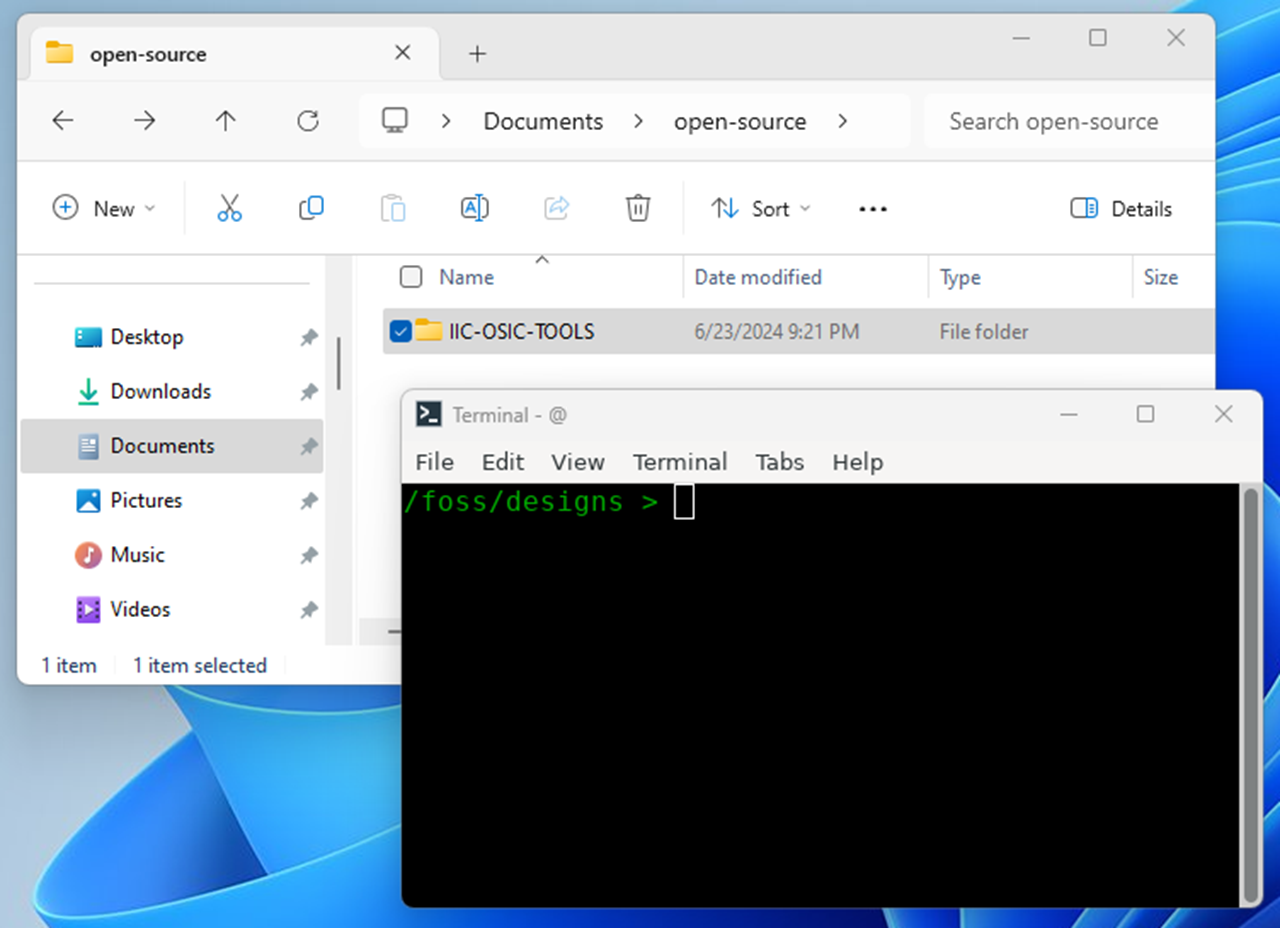 open-source
Documents open-source Search open-source
New Sort Details
Name Date modified Type Size
IIC-OSIC-TOOLS 6/23/2024 9:21 PM File folder
Desktop
Downloads
Documents
Pictures
Music
Videos
1 item 1 item selected
Terminal - @
File Edit View Terminal Tabs Help
/foss/designs >